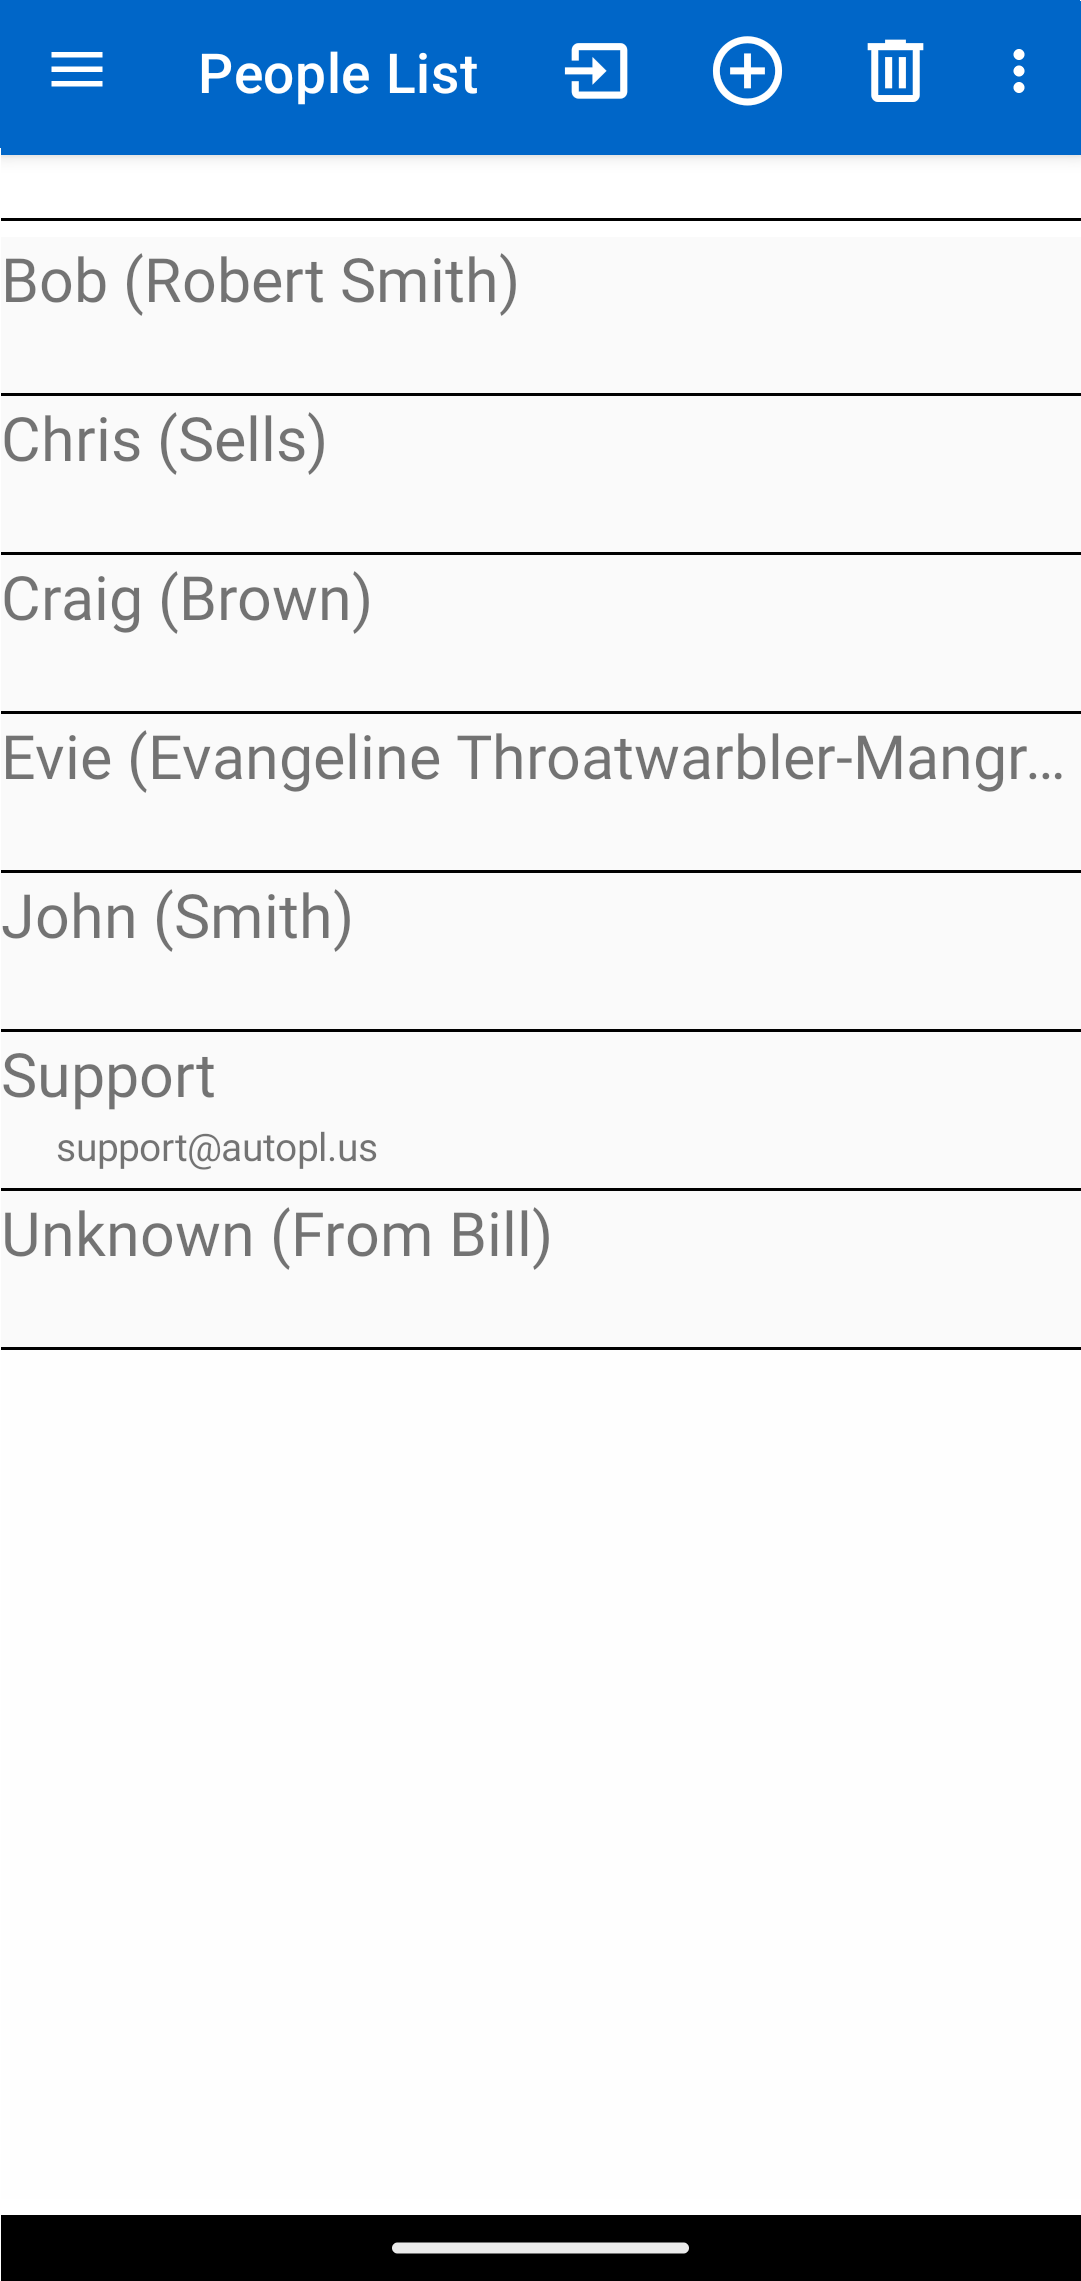 People List
Bob (Robert Smith)
Chris (Sells)
Craig (Brown)
Evie (Evangeline Throatwarbler-Mangr...
John (Smith)
Support
support@autopl.us
Unknown (From Bill)